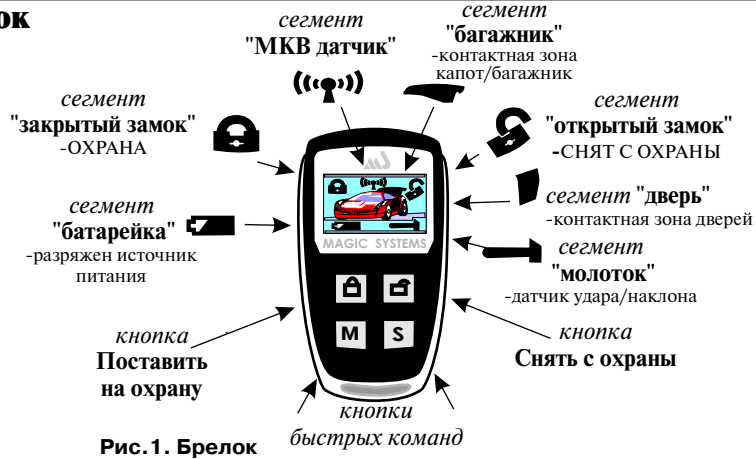 ок
сегмент
"МКВ датчик"
сегмент
"багажник"
-контактная зона
капот/багажник
сегмент
"закрытый замок"
-ОХРАНА
сегмент
"открытый замок"
-СНЯТ С ОХРАНЫ
сегмент
"батарейка"
-разряжен источник
питания
сегмент "дверь"
-контактная зона дверей
сегмент
"молоток"
-датчик удара/наклона
MAGIC SYSTEMS
M S
кнопка
Поставить
на охрану
кнопка
Снять с охраны
кнопки
быстрых команд
Рис.1. Брелок